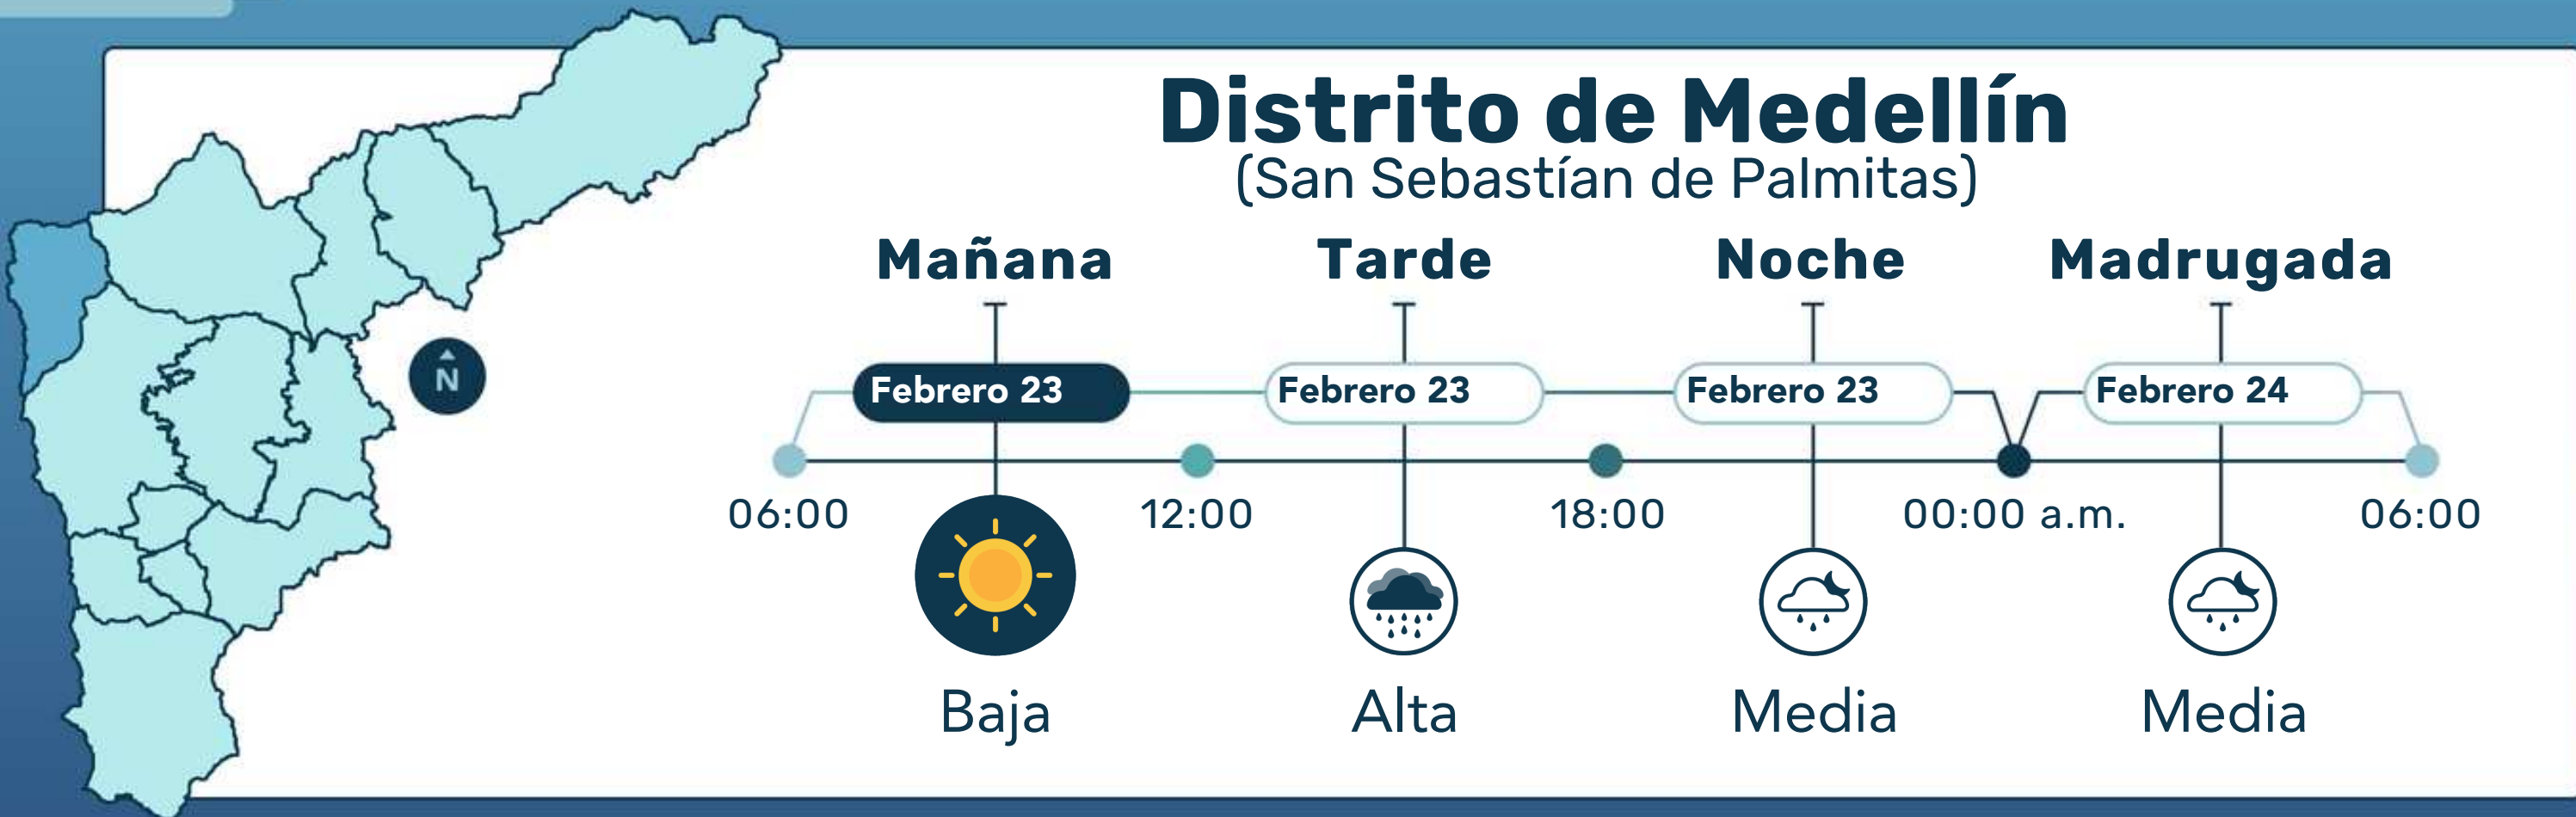 Distrito de Medellín
(San Sebastían de Palmitas)
Mañana Tarde Noche Madrugada
Febrero 23 Febrero 23 Febrero 23 Febrero 24
N
06:00 12:00 18:00 00:00 a.m. 06:00
Baja Alta Media Media